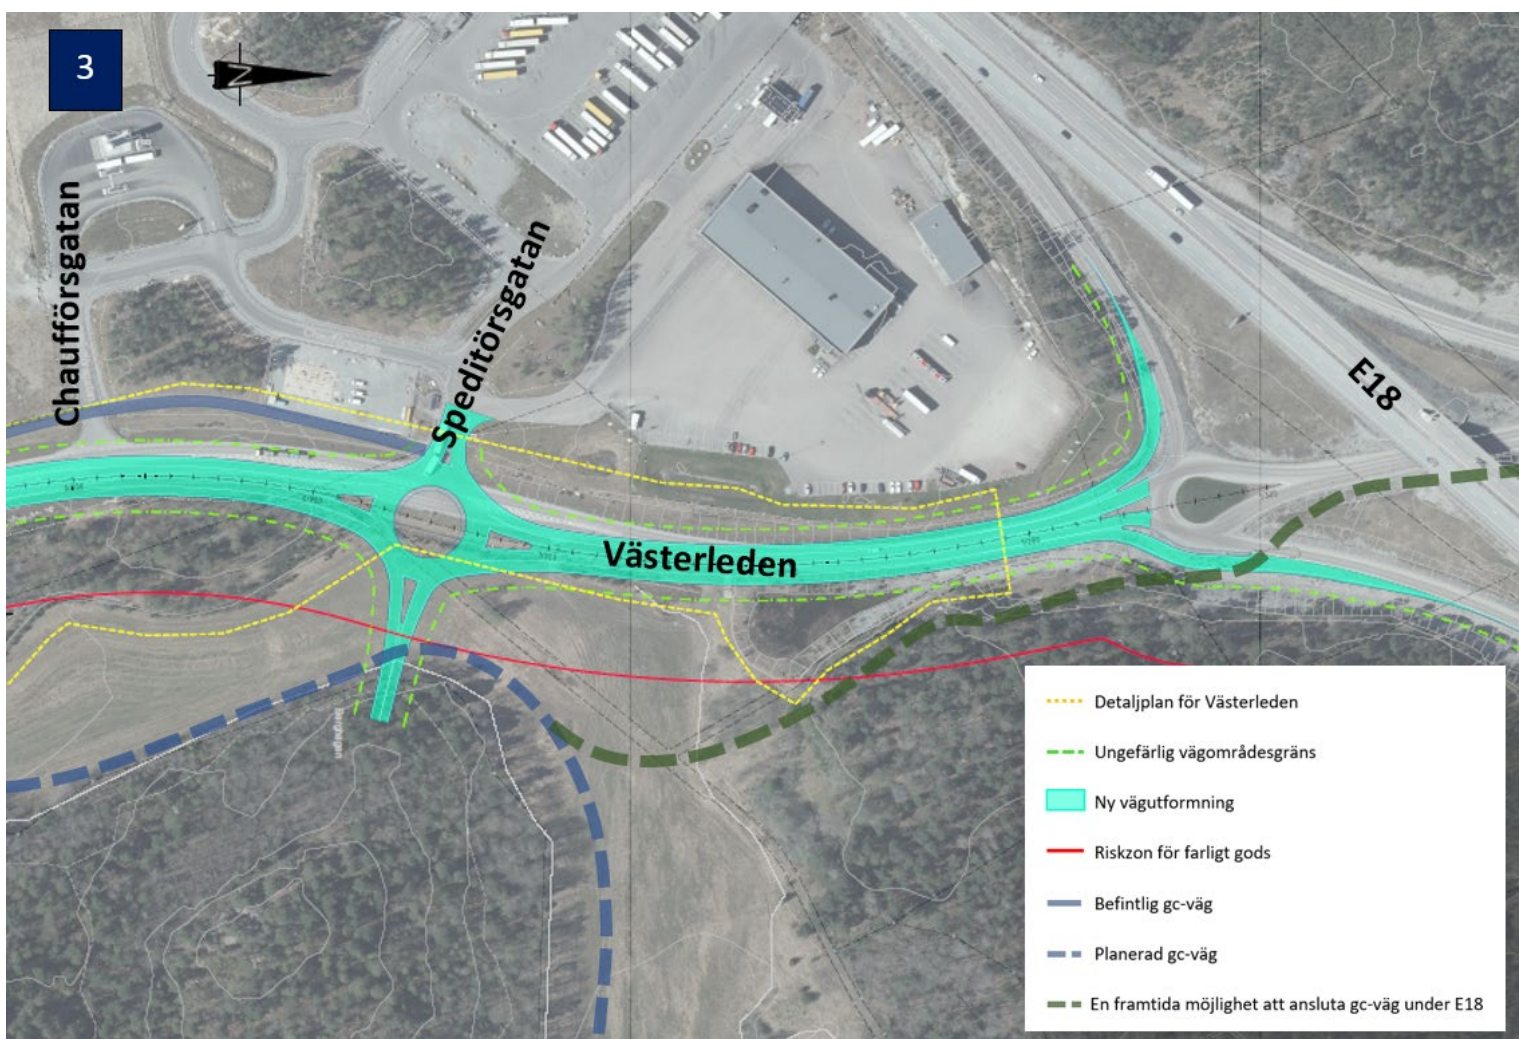 3
N
Chaufförsgatan
Speditörsgatan
E18
Västerleden
Detaljplan för Västerleden
Ungefärlig vägområdesgräns
Ny vägutformning
Riskzon för farligt gods
Befintlig gc-väg
Planerad gc-väg
En framtida möjlighet att ansluta gc-väg under E18